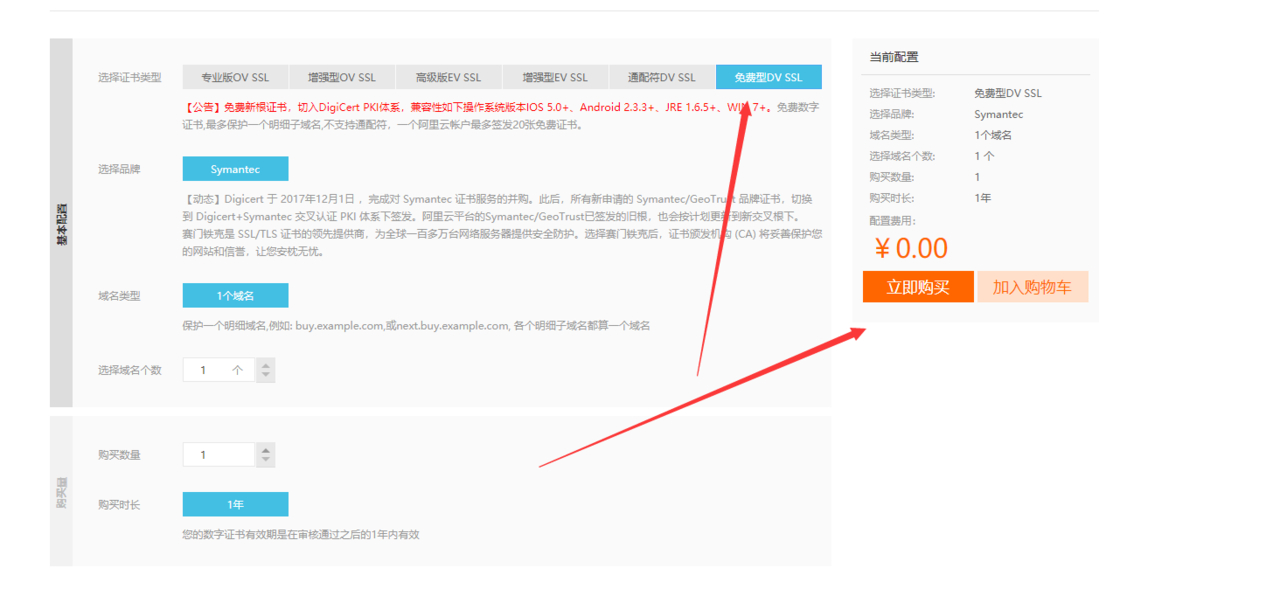 选择证书类型
专业版OV SSL 增强型OV SSL 高级版EV SSL 增强型EV SSL 通配符DV SSL 免费型DV SSL
【公告】免费新根证书，切入DigiCert PKI体系，兼容性如下操作系统版本IOS 5.0+、Android 2.3.3+、JRE 1.6.5+、WIN 7+。免费数字
证书,最多保护一个明细子域名,不支持通配符，一个阿里云帐户最多签发20张免费证书。
选择品牌
Symantec
【动态】Digicert 于 2017年12月1日 ，完成对 Symantec 证书服务的并购。此后，所有新申请的 Symantec/GeoTrust 品牌证书，切换
到 Digicert+Symantec 交叉认证 PKI 体系下签发。阿里云平台的Symantec/GeoTrust已签发的旧根，也会按计划更新到新交叉根下。
赛门铁克是 SSL/TLS 证书的领先提供商，为全球一百多万台网络服务器提供安全防护。选择赛门铁克后，证书颁发机构 (CA) 将妥善保护您
的网站和信誉，让您安枕无忧。
基本配置
域名类型
1个域名
保护一个明细域名,例如: buy.example.com,或next.buy.example.com, 各个明细子域名都算一个域名
选择域名个数
1 个
购买量
购买数量
1
购买时长
1年
您的数字证书有效期是在审核通过之后的1年内有效
当前配置
选择证书类型: 免费型DV SSL
选择品牌: Symantec
域名类型: 1个域名
选择域名个数: 1 个
购买数量: 1
购买时长: 1年
配置费用:
¥ 0.00
立即购买 加入购物车